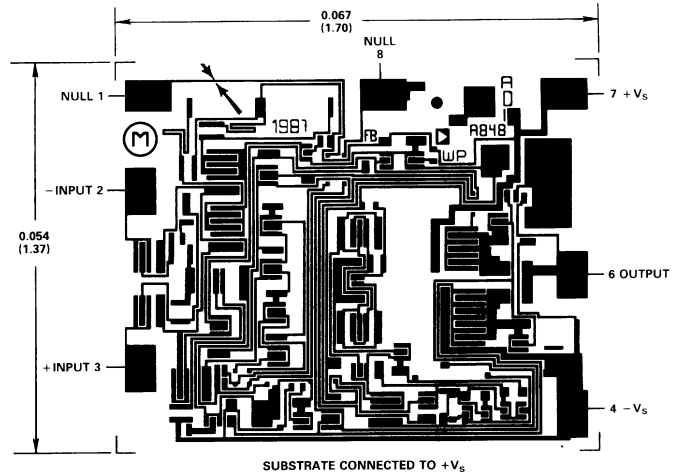 0.067
(1.70)
NULL
8
NULL 1
7 +VS
ADI
1981
FB
A848
M
WP
−INPUT 2
0.054
(1.37)
6 OUTPUT
+INPUT 3
4 −VS
SUBSTRATE CONNECTED TO +VS